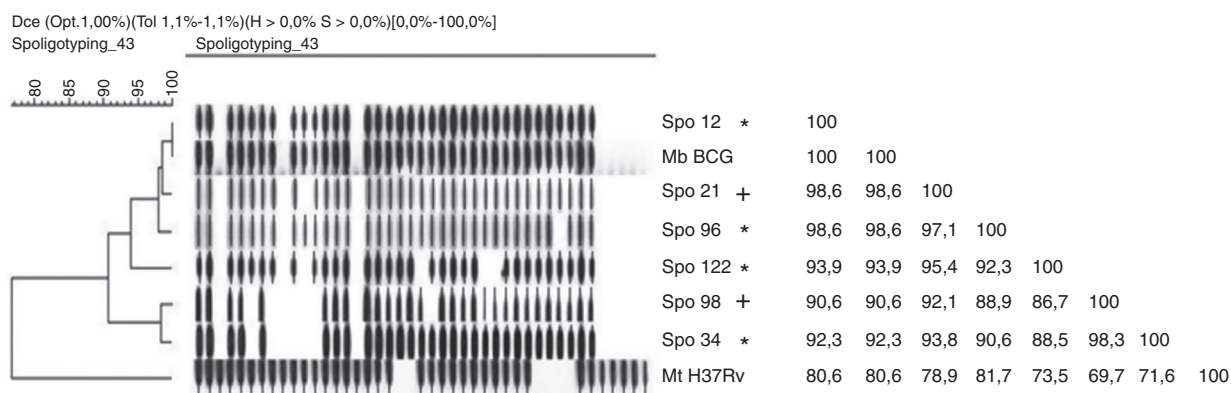 Dce (Opt.1,00%)(Tol 1,1%-1,1%)(H > 0,0% S > 0,0%)[0,0%-100,0%]
Spoligotyping_43 Spoligotyping_43
80 85 90 95 100
Spo 12 * 100
Mb BCG 100 100
Spo 21 + 98,6 98,6 100
Spo 96 * 98,6 98,6 97,1 100
Spo 122 * 93,9 93,9 95,4 92,3 100
Spo 98 + 90,6 90,6 92,1 88,9 86,7 100
Spo 34 * 92,3 92,3 93,8 90,6 88,5 98,3 100
Mt H37Rv 80,6 80,6 78,9 81,7 73,5 69,7 71,6 100